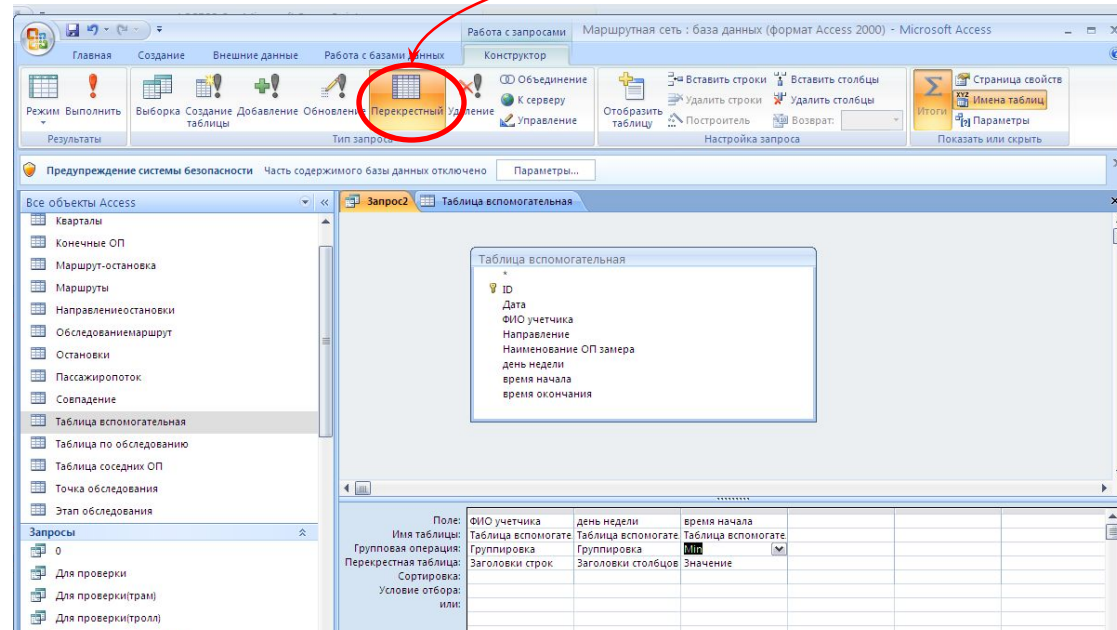 Работа с запросами
Маршрутная сеть : база данных (формат Access 2000) - Microsoft Access
Главная
Создание
Внешние данные
Работа с базами данных
Конструктор
Режим
Выполнить
Результаты
Выборка
Создание таблицы
Добавление
Обновление
Перекрестный
Удаление
Объединение
К серверу
Управление
Тип запроса
Отобразить таблицу
Вставить строки
Удалить строки
Построитель
Вставить столбцы
Удалить столбцы
Возврат:
Настройка запроса
Итоги
Страница свойств
Имена таблиц
Параметры
Показать или скрыть
Предупреждение системы безопасности Часть содержимого базы данных отключено
Параметры...
Все объекты Access
Кварталы
Конечные ОП
Маршрут-остановка
Маршруты
Направлениеостановки
Обследованиемаршрут
Остановки
Пассажиропоток
Совпадение
Таблица вспомогательная
Таблица по обследованию
Таблица соседних ОП
Точка обследования
Этап обследования
Запросы
0
Для проверки
Для проверки(трам)
Для проверки(тролл)
Запрос2
Таблица вспомогательная
Таблица вспомогательная
*
ID
Дата
ФИО учетчика
Направление
Наименование ОП замера
день недели
время начала
время окончания
Поле: ФИО учетчика день недели время начала
Имя таблицы: Таблица вспомогате Таблица вспомогате Таблица вспомогате
Групповая операция: Группировка Группировка Min
Перекрестная таблица: Заголовки строк Заголовки столбцов Значение
Сортировка:
Условие отбора:
или: